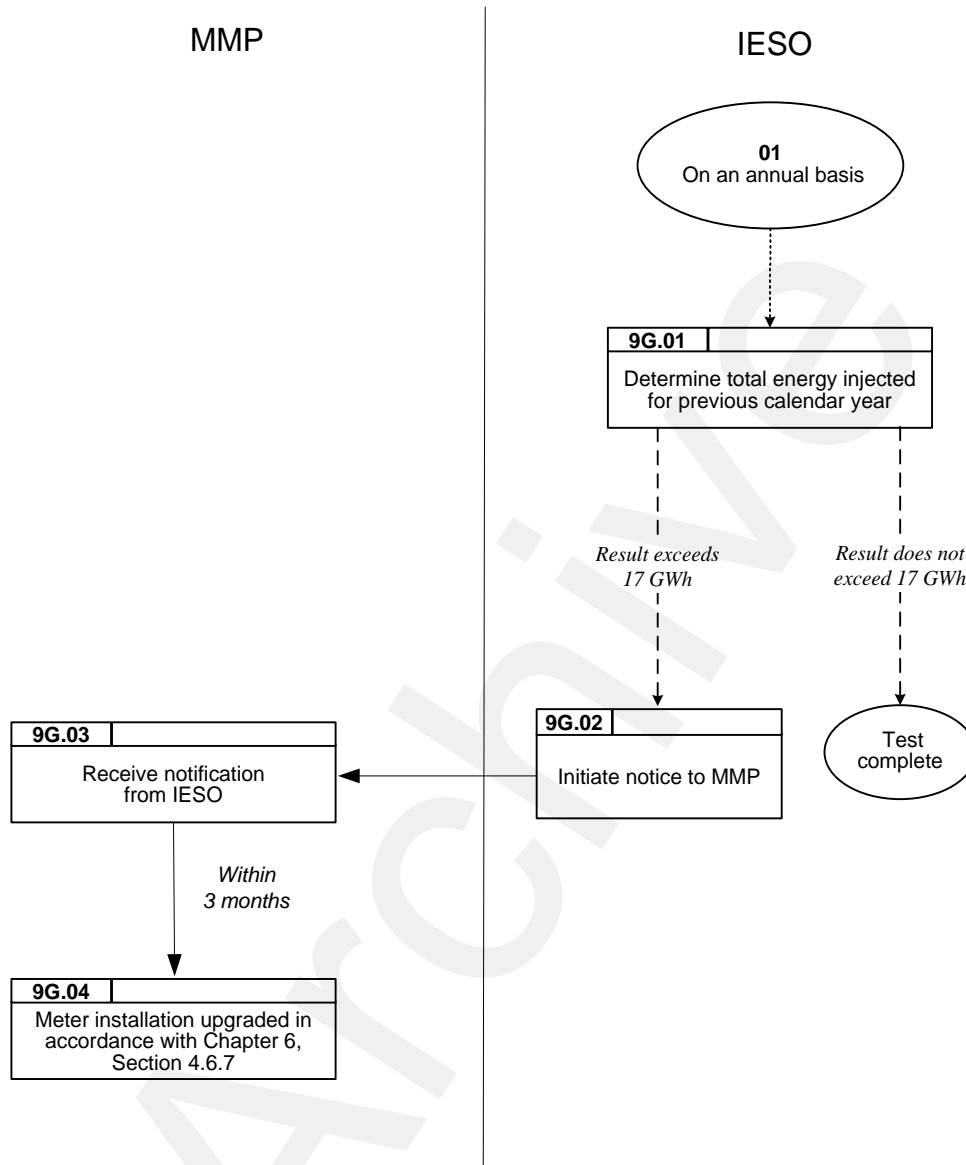 MMP
IESO
01
On an annual basis
9G.01
Determine total energy injected
for previous calendar year
Result exceeds
17 GWh
Result does not
exceed 17 GWh
9G.03
Receive notification
from IESO
9G.02
Initiate notice to MMP
Test
complete
Within
3 months
9G.04
Meter installation upgraded in
accordance with Chapter 6,
Section 4.6.7
Archive